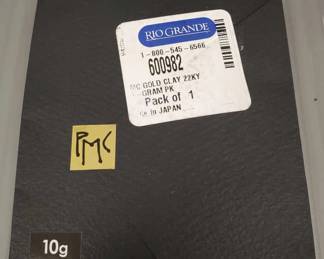 RIO GRANDE
1-800-545-6566
600982
MC GOLD CLAY 22KY
GRAM PK
Pack of 1
in JAPAN
PMC
10g